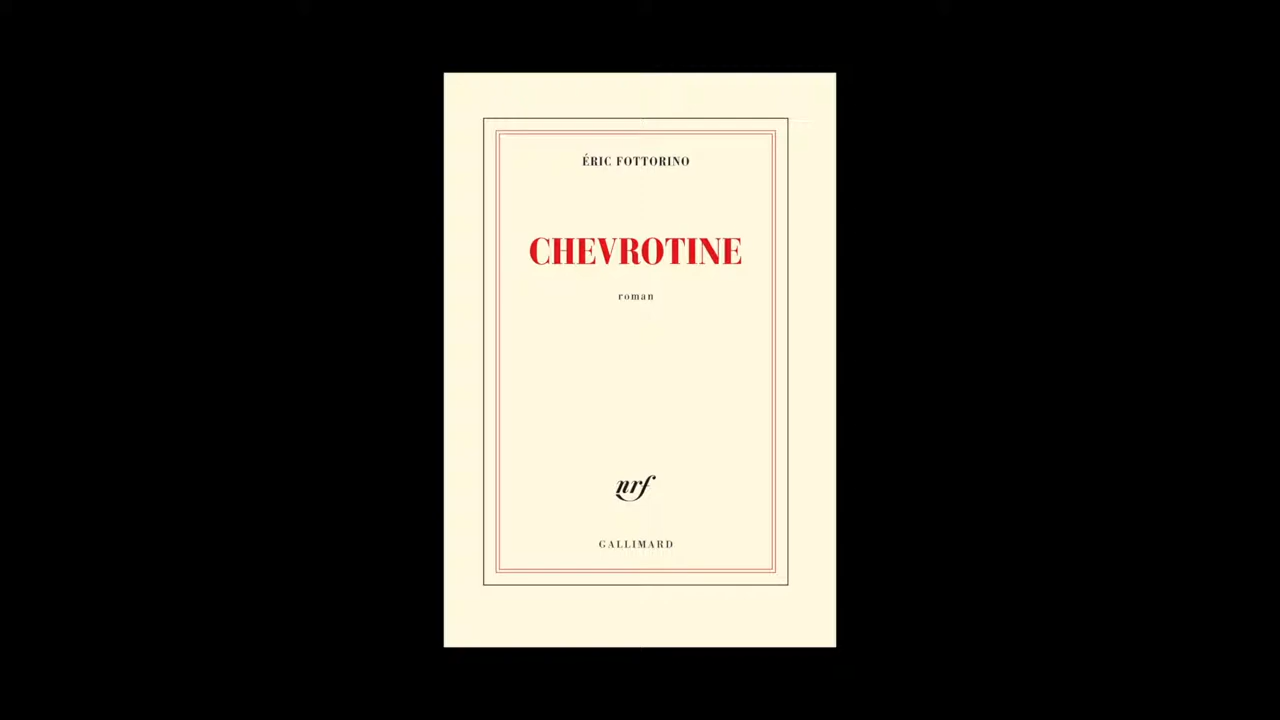 ÉRIC FOTTORINO
CHEVROTINE
roman
nrf
GALLIMARD